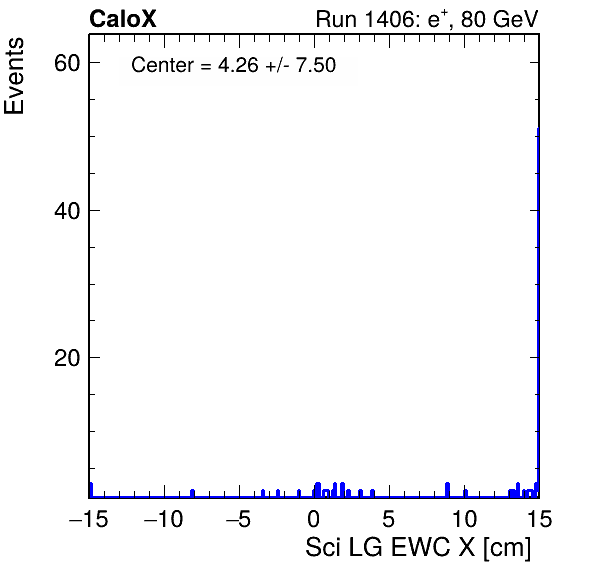 CaloX Run 1406: e⁺, 80 GeV
Center = 4.26 +/- 7.50
Events
60
40
20
−15 −10 −5 0 5 10 15
Sci LG EWC X [cm]